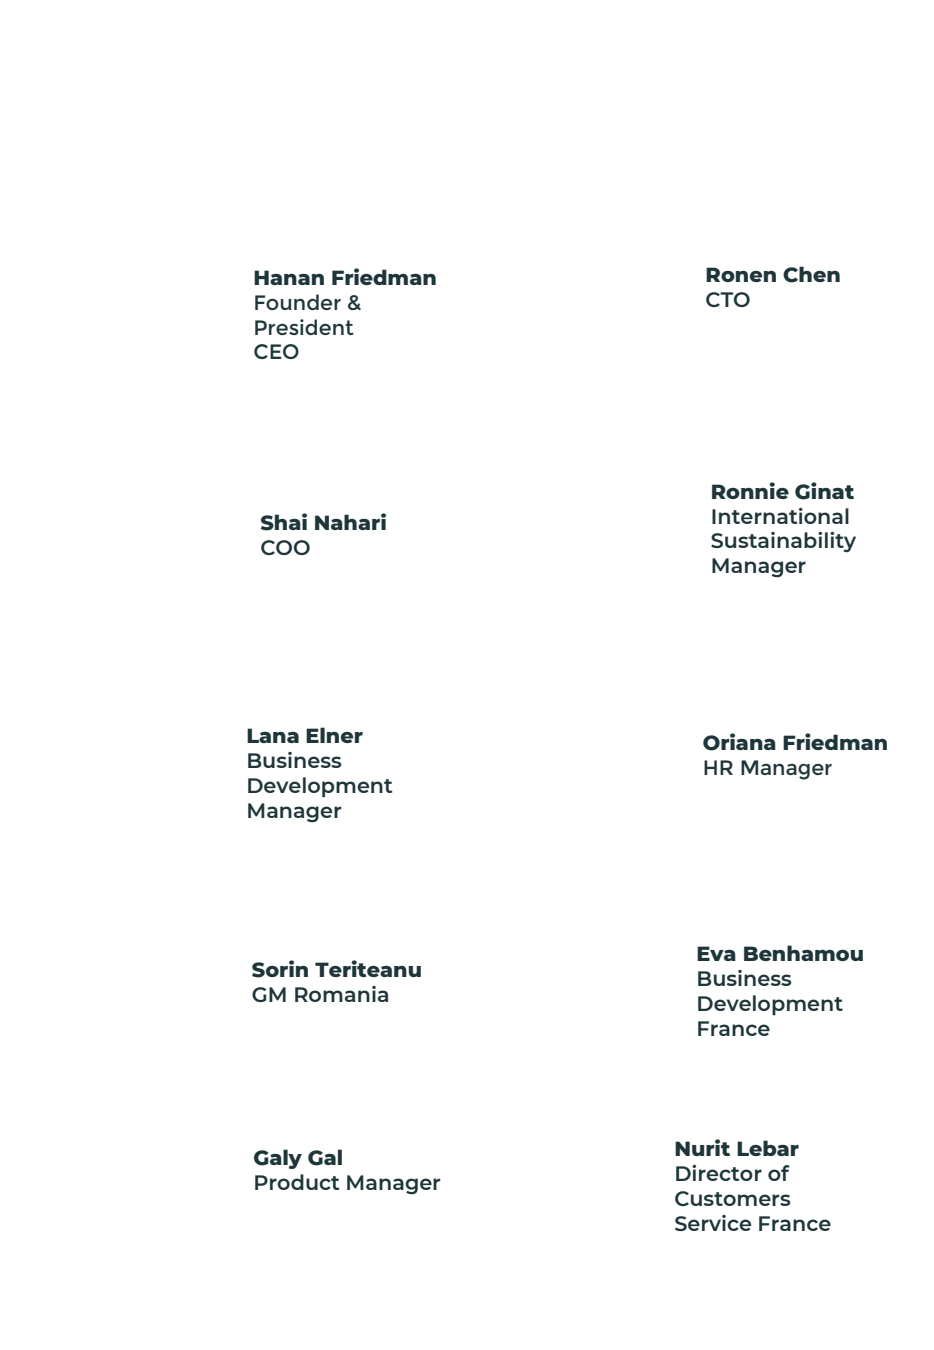 Hanan Friedman
Founder &
President
CEO
Ronen Chen
CTO
Shai Nahari
COO
Ronnie Ginat
International
Sustainability
Manager
Lana Elner
Business
Development
Manager
Oriana Friedman
HR Manager
Sorin Teriteanu
GM Romania
Eva Benhamou
Business
Development
France
Galy Gal
Product Manager
Nurit Lebar
Director of
Customers
Service France